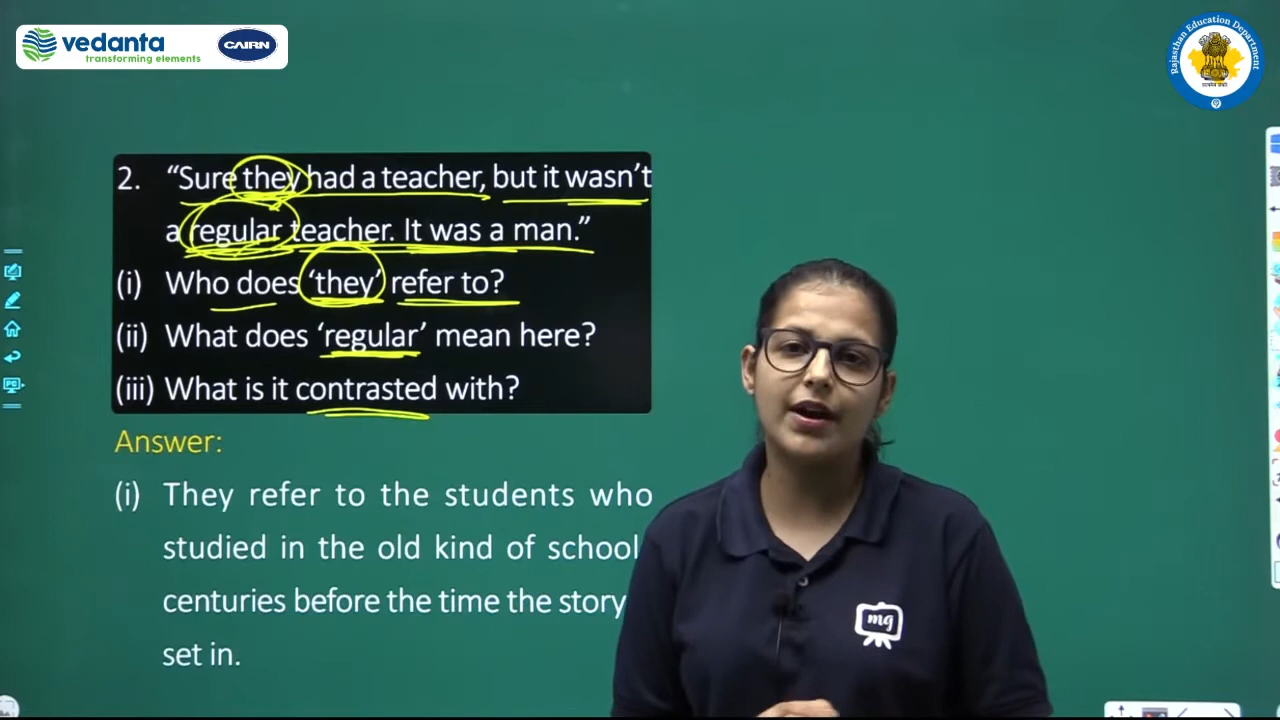 vedanta
transforming elements
CAIRN
Rajasthan Education Department
2. “Sure they had a teacher, but it wasn’t
a regular teacher. It was a man.”
(i) Who does ‘they’ refer to?
(ii) What does ‘regular’ mean here?
(iii) What is it contrasted with?
Answer:
(i) They refer to the students who
studied in the old kind of school
centuries before the time the story
set in.
mg